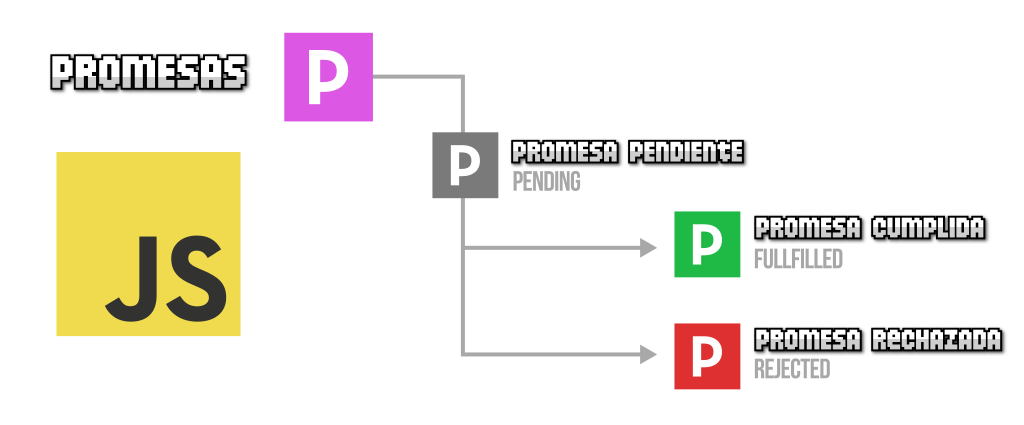 PROMESAS
P
P
PROMESA PENDIENTE
PENDING
P
PROMESA CUMPLIDA
FULLFILLED
JS
P
PROMESA RECHAZADA
REJECTED